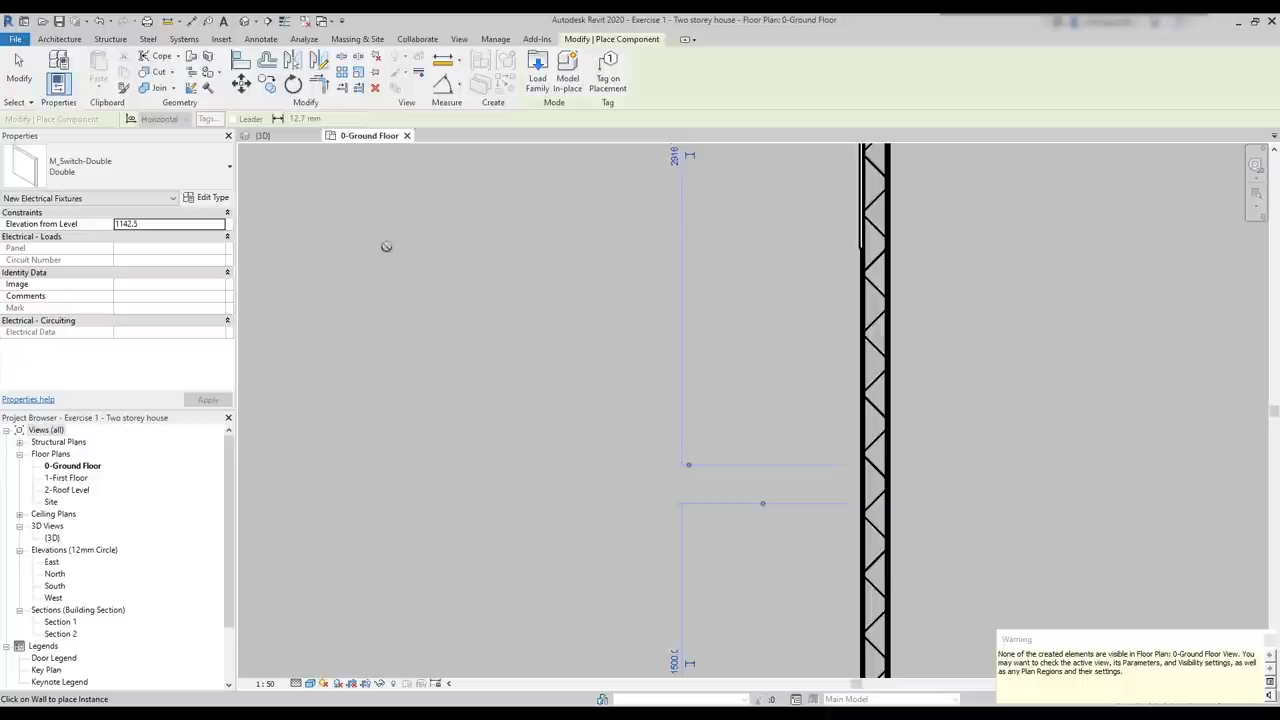 Autodesk Revit 2020 - Exercise 1 - Two storey house - Floor Plan: 0-Ground Floor
File Architecture Structure Steel Systems Insert Annotate Analyze Massing & Site Collaborate View Manage Add-Ins Modify | Place Component
Modify
Properties
Paste
Cope
Cut
Join
Load
Family
Model
In-place
Tag on
Placement
Select Properties Clipboard Geometry Modify View Measure Create Mode Tag
Modify | Place Component Horizontal Tags... Leader 12.7 mm
Properties
{3D}
0-Ground Floor
M_Switch-Double
Double
New Electrical Fixtures
Edit Type
Constraints
Elevation from Level 1142.5
Electrical - Loads
Panel
Circuit Number
Identity Data
Image
Comments
Mark
Electrical - Circuiting
Electrical Data
Properties help
Apply
Project Browser - Exercise 1 - Two storey house
Views (all)
Structural Plans
Floor Plans
0-Ground Floor
1-First Floor
2-Roof Level
Site
Ceiling Plans
3D Views
{3D}
Elevations (12mm Circle)
East
North
South
West
Sections (Building Section)
Section 1
Section 2
Legends
Door Legend
Key Plan
Keynote Legend
2916
1500.0
Warning
None of the created elements are visible in Floor Plan: 0-Ground Floor View. You
may want to check the active view, its Parameters, and Visibility settings, as well
as any Plan Regions and their settings.
1 : 50
Click on Wall to place Instance
:0
Main Model